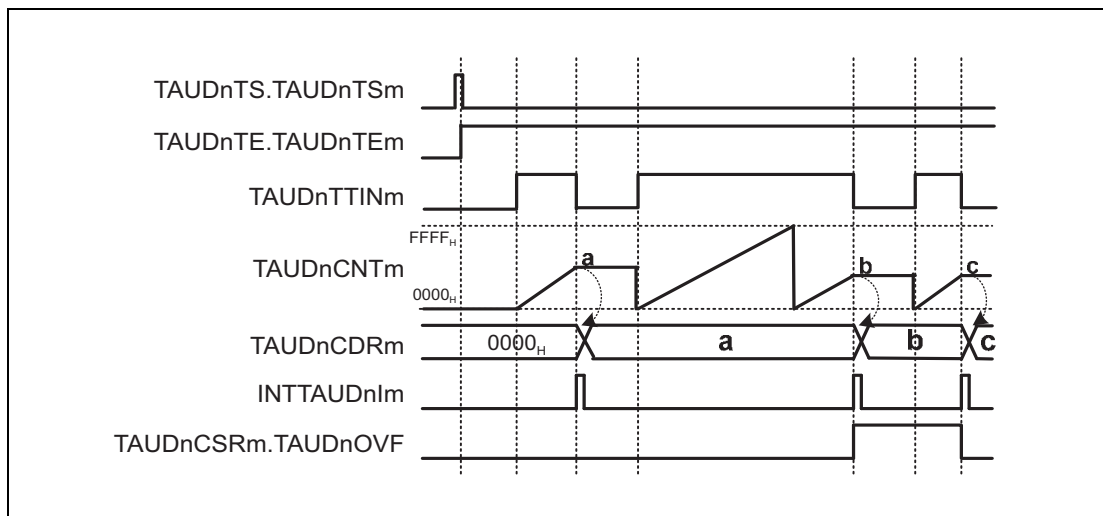 TAUDnTS.TAUDnTSm
TAUDnTE.TAUDnTEm
TAUDnTTINm
FFFFH
TAUDnCNTm
a
b
c
0000H
TAUDnCDRm
0000H
a
b
c
INTTAUDnIm
TAUDnCSRm.TAUDnOVF